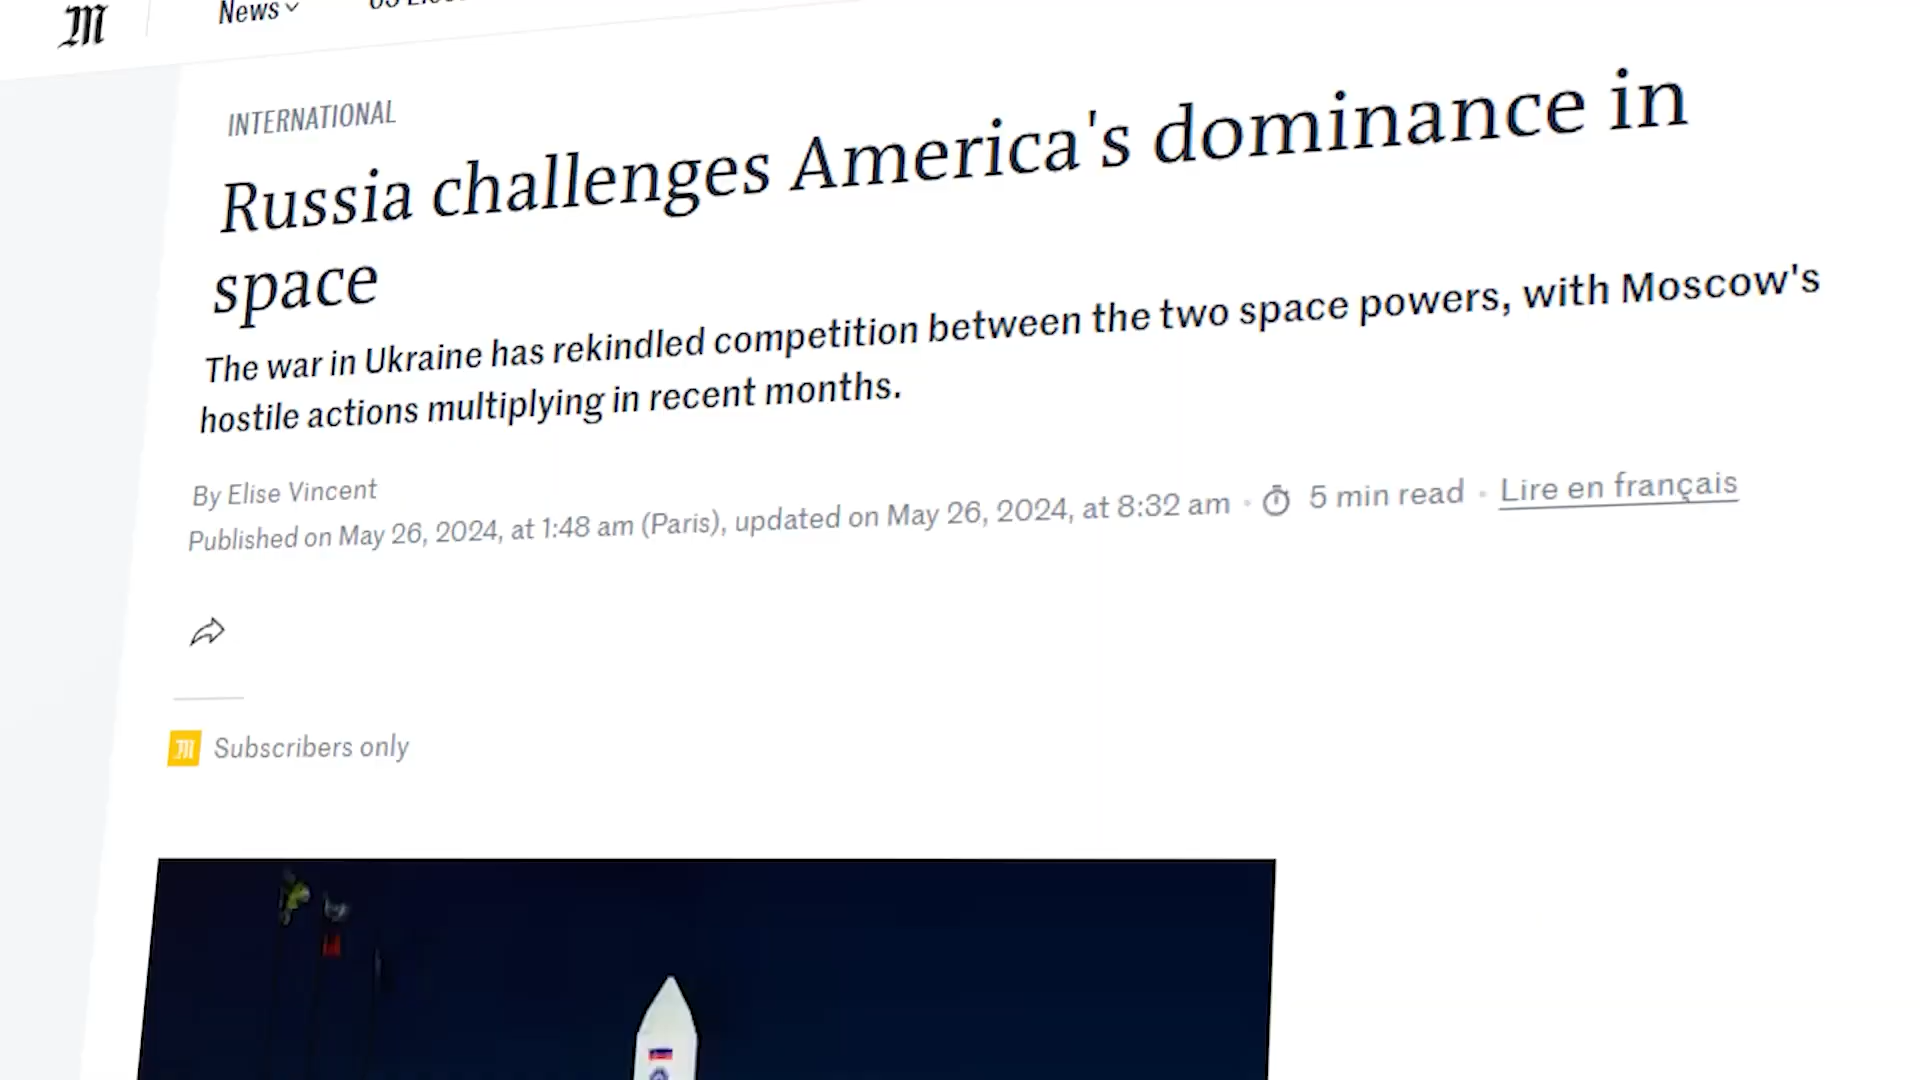 M
News
INTERNATIONAL
Russia challenges America's dominance in
space
The war in Ukraine has rekindled competition between the two space powers, with Moscow's
hostile actions multiplying in recent months.
By Elise Vincent
Published on May 26, 2024, at 1:48 am (Paris), updated on May 26, 2024, at 8:32 am • 5 min read • Lire en français
M Subscribers only